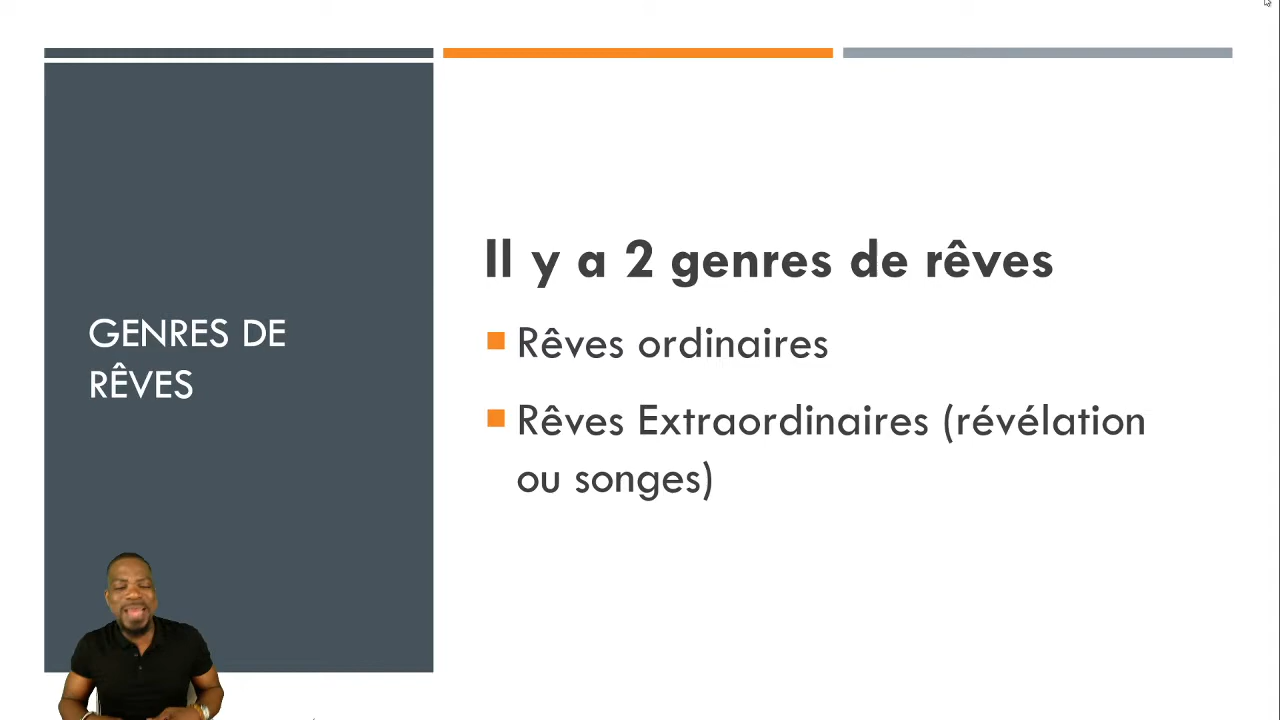 GENRES DE
RÊVES
Il y a 2 genres de rêves
Rêves ordinaires
Rêves Extraordinaires (révélation
ou songes)